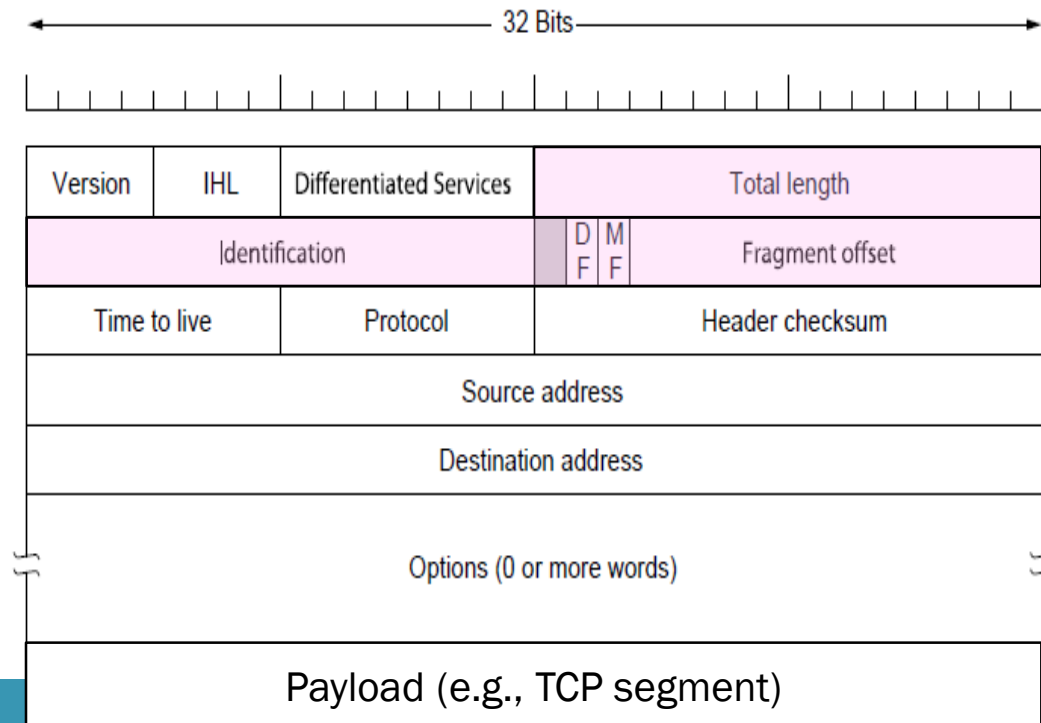 32 Bits
Version IHL Differentiated Services Total length
Identification D F M F Fragment offset
Time to live Protocol Header checksum
Source address
Destination address
Options (0 or more words)
Payload (e.g., TCP segment)